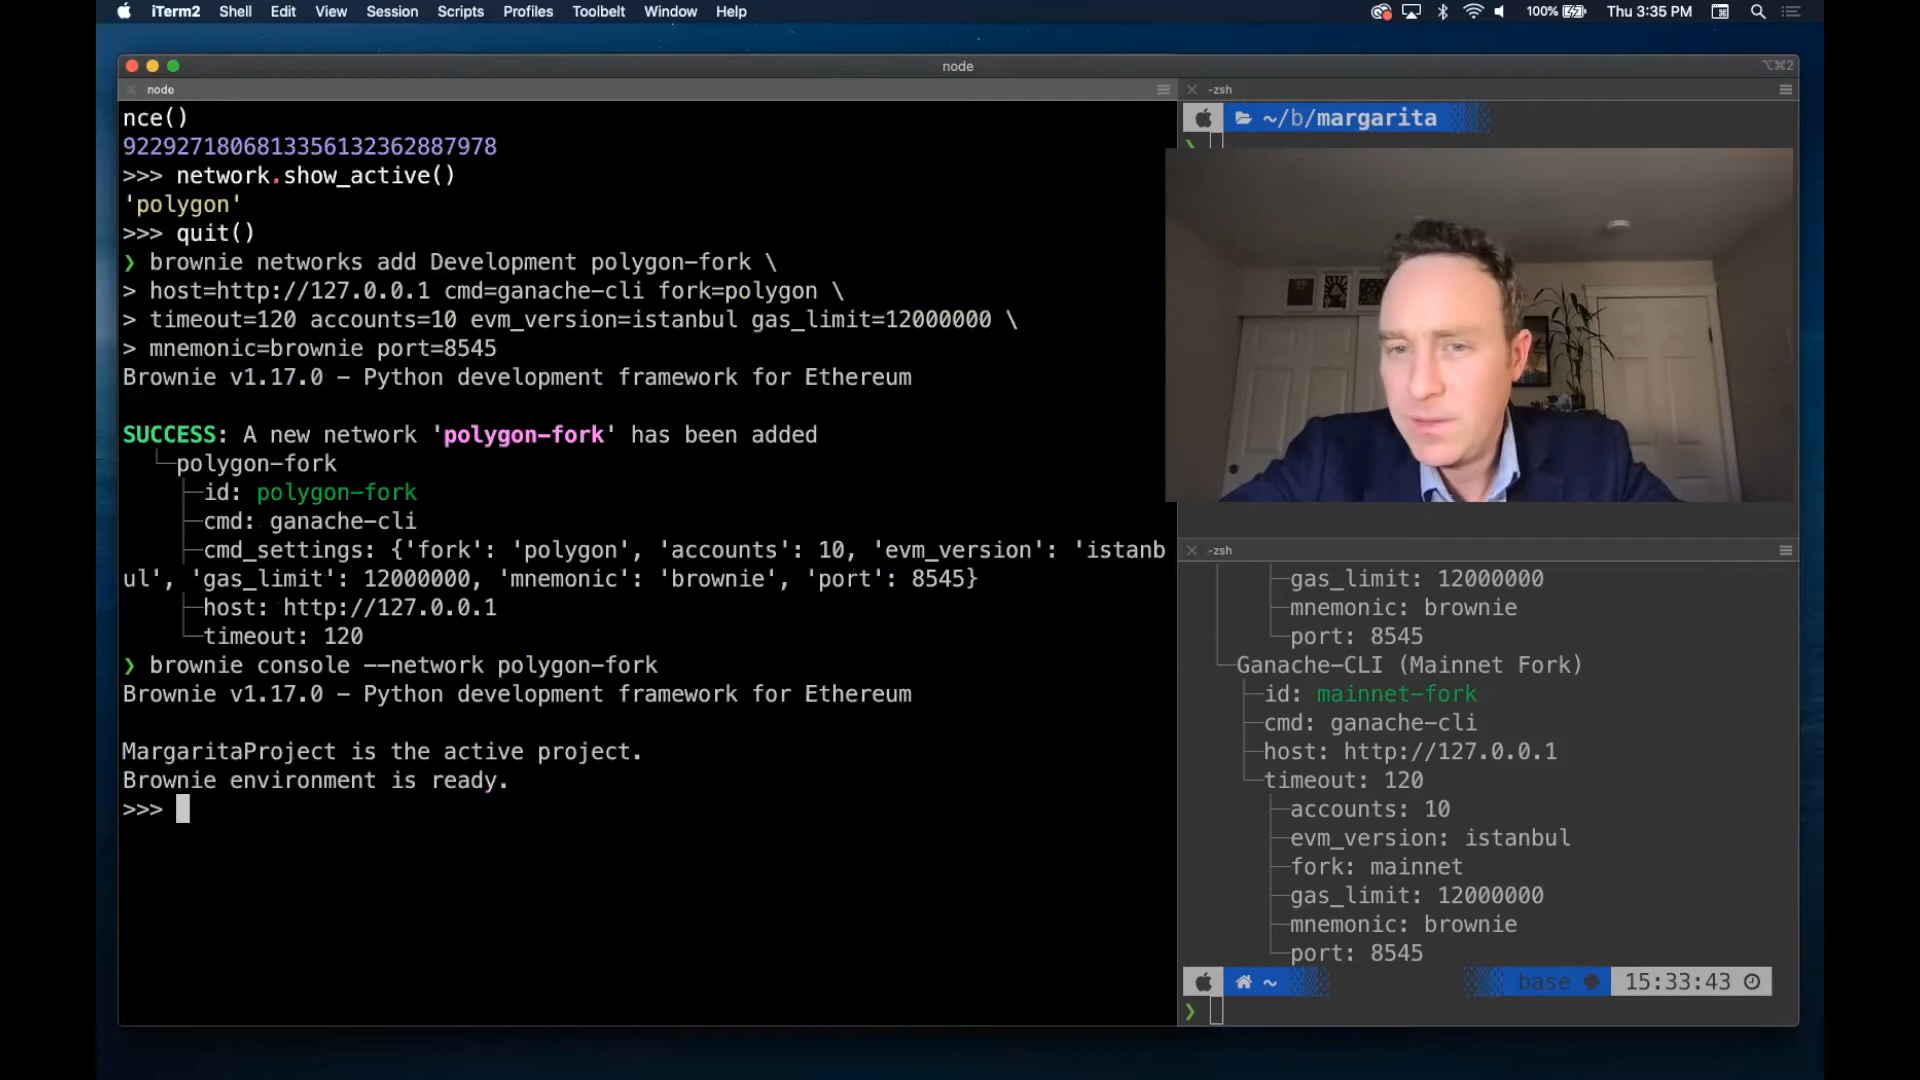 iTerm2 Shell Edit View Session Scripts Profiles Toolbelt Window Help 100% Thu 3:35 PM
node ⌥⌘2
node
nce()
9229271806813356132362887978
>>> network.show_active()
'polygon'
>>> quit()
❯ brownie networks add Development polygon-fork \
> host=http://127.0.0.1 cmd=ganache-cli fork=polygon \
> timeout=120 accounts=10 evm_version=istanbul gas_limit=12000000 \
> mnemonic=brownie port=8545
Brownie v1.17.0 - Python development framework for Ethereum
SUCCESS: A new network 'polygon-fork' has been added
└─polygon-fork
├─id: polygon-fork
├─cmd: ganache-cli
├─cmd_settings: {'fork': 'polygon', 'accounts': 10, 'evm_version': 'istanb
ul', 'gas_limit': 12000000, 'mnemonic': 'brownie', 'port': 8545}
├─host: http://127.0.0.1
└─timeout: 120
❯ brownie console --network polygon-fork
Brownie v1.17.0 - Python development framework for Ethereum
MargaritaProject is the active project.
Brownie environment is ready.
>>>
-zsh
~/b/margarita
❯
-zsh
├─gas_limit: 12000000
├─mnemonic: brownie
└─port: 8545
└─Ganache-CLI (Mainnet Fork)
├─id: mainnet-fork
├─cmd: ganache-cli
├─host: http://127.0.0.1
└─timeout: 120
├─accounts: 10
├─evm_version: istanbul
├─fork: mainnet
├─gas_limit: 12000000
├─mnemonic: brownie
└─port: 8545
~ base 15:33:43
❯